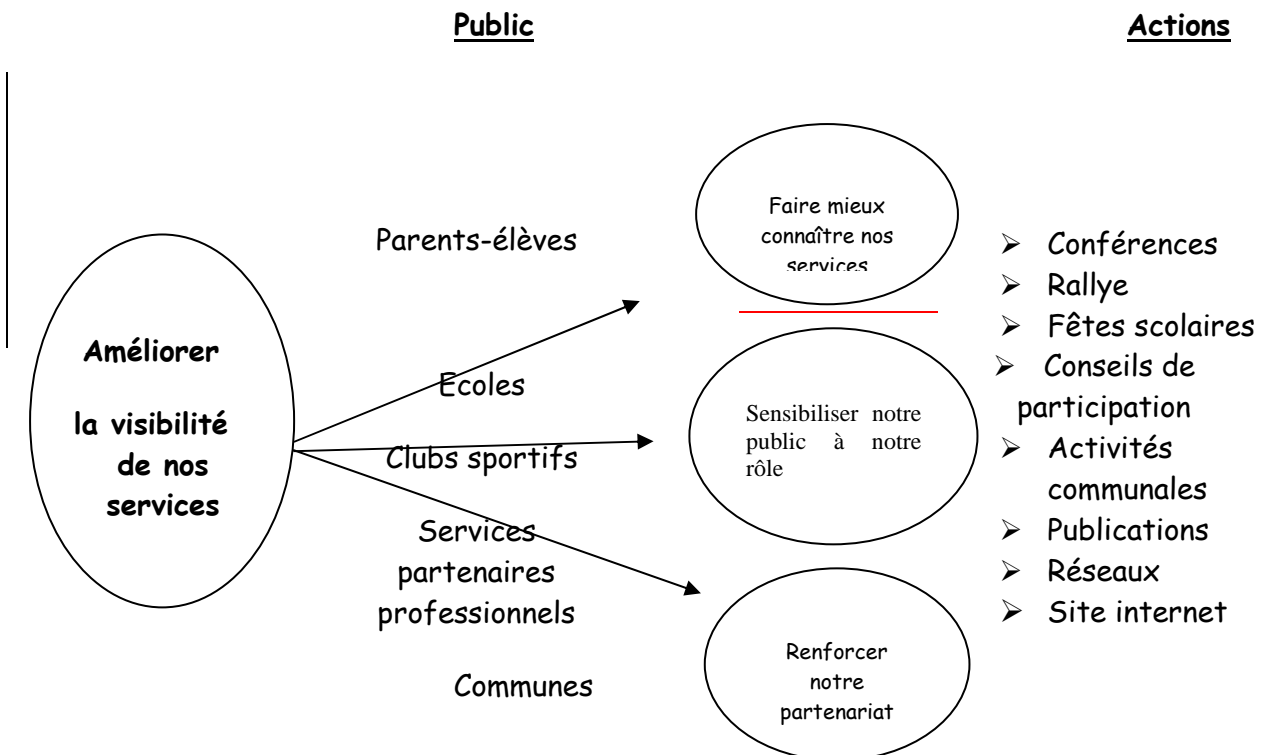 Public
Actions
Améliorer
la visibilité
de nos
services
Parents-élèves
Ecoles
Clubs sportifs
Services
partenaires
professionnels
Communes
Faire mieux
connaître nos
services
Sensibiliser notre
public à notre
rôle
Renforcer
notre
partenariat
➢ Conférences
➢ Rallye
➢ Fêtes scolaires
➢ Conseils de
participation
➢ Activités
communales
➢ Publications
➢ Réseaux
➢ Site internet